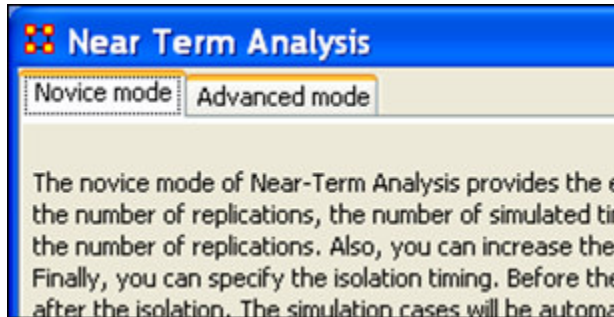 Near Term Analysis
Novice mode Advanced mode
The novice mode of Near-Term Analysis provides the
the number of replications, the number of simulated
the number of replications. Also, you can increase the
Finally, you can specify the isolation timing. Before the
after the isolation. The simulation cases will be